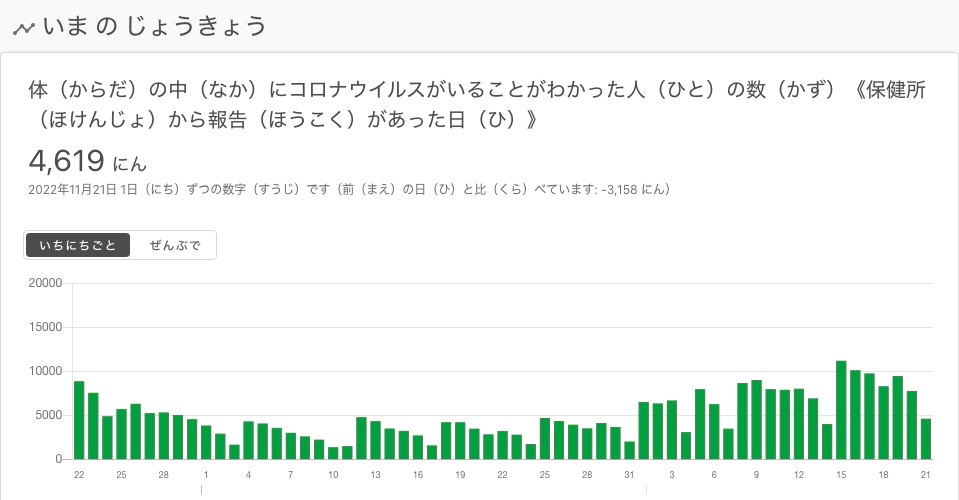 いま の じょうきょう
体（からだ）の中（なか）にコロナウイルスがいることがわかった人（ひと）の数（かず）《保健所
（ほけんじょ）から報告（ほうこく）があった日（ひ）》
4,619 にん
2022年11月21日 1日（にち）ずつの数字（すうじ）です（前（まえ）の日（ひ）と比（くら）べています: -3,158 にん）
いちにちごと ぜんぶで
20000
15000
10000
5000
0
22 25 28 1 4 7 10 13 16 19 22 25 28 31 3 6 9 12 15 18 21